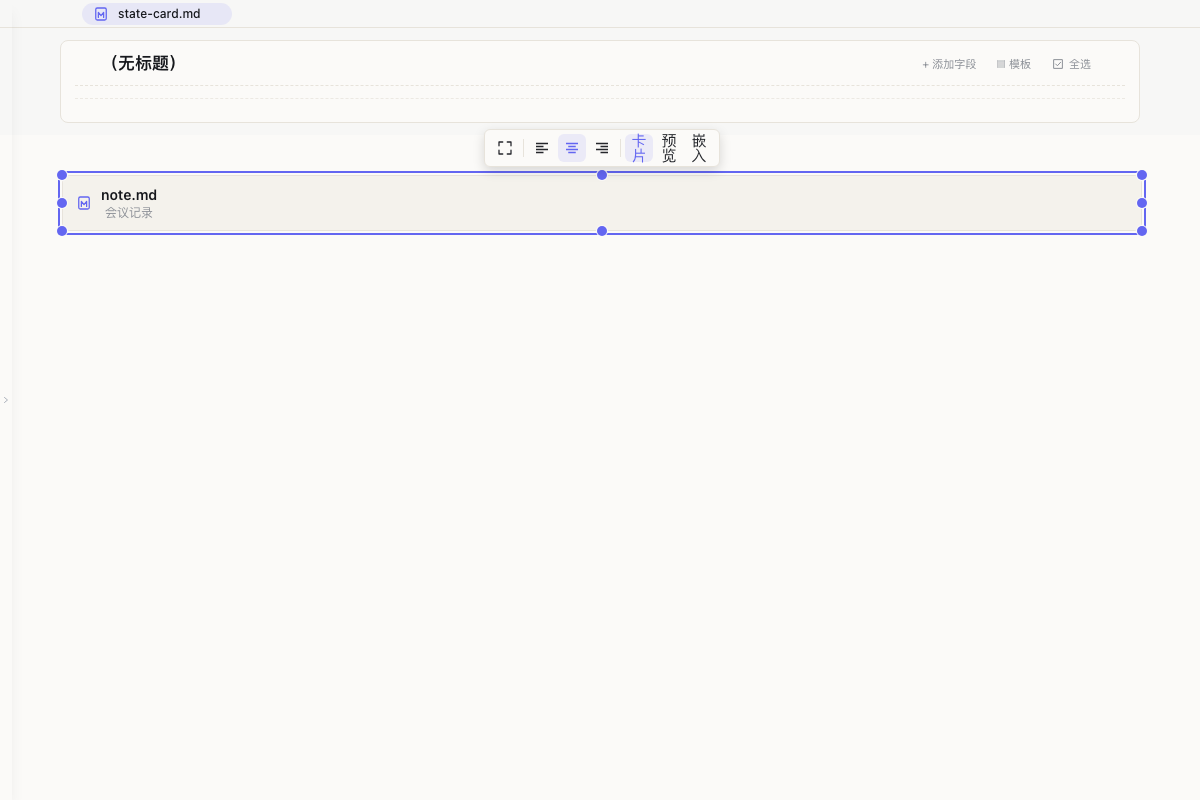 state-card.md
(无标题)
+ 添加字段 模板 全选
卡片 预览 嵌入
note.md
会议记录